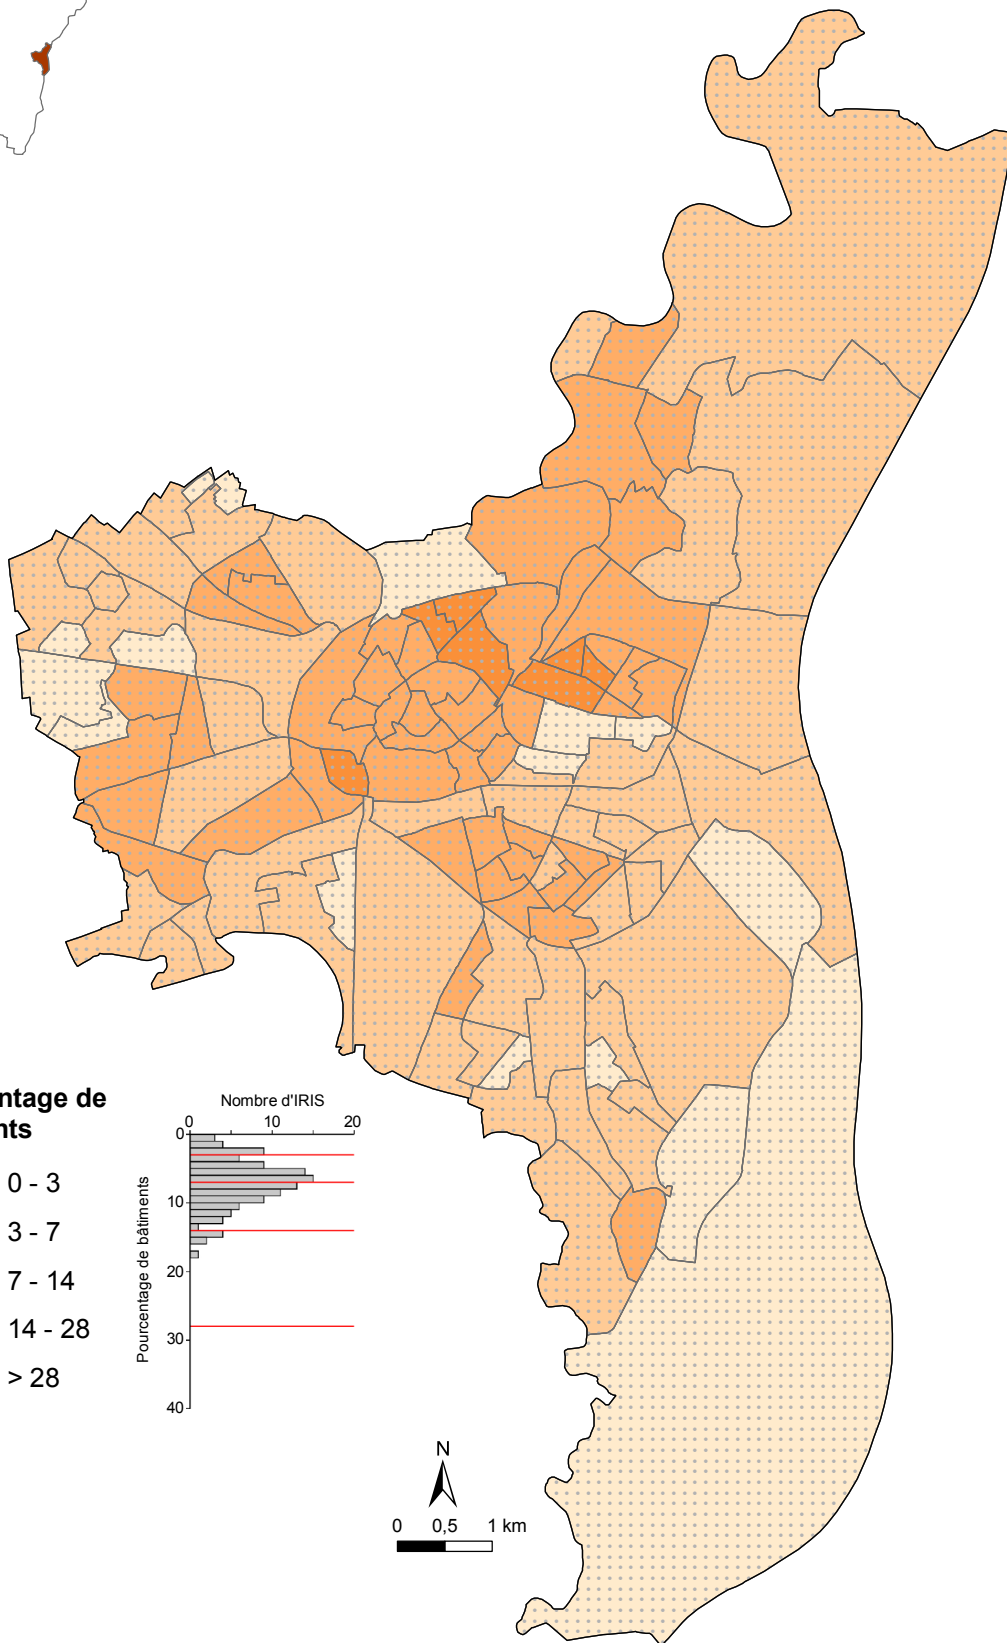 ntage de
nts
0 - 3
3 - 7
7 - 14
14 - 28
> 28
Nombre d'IRIS
0 10 20
0
10
20
30
40
Pourcentage de bâtiments
N
0 0,5 1 km